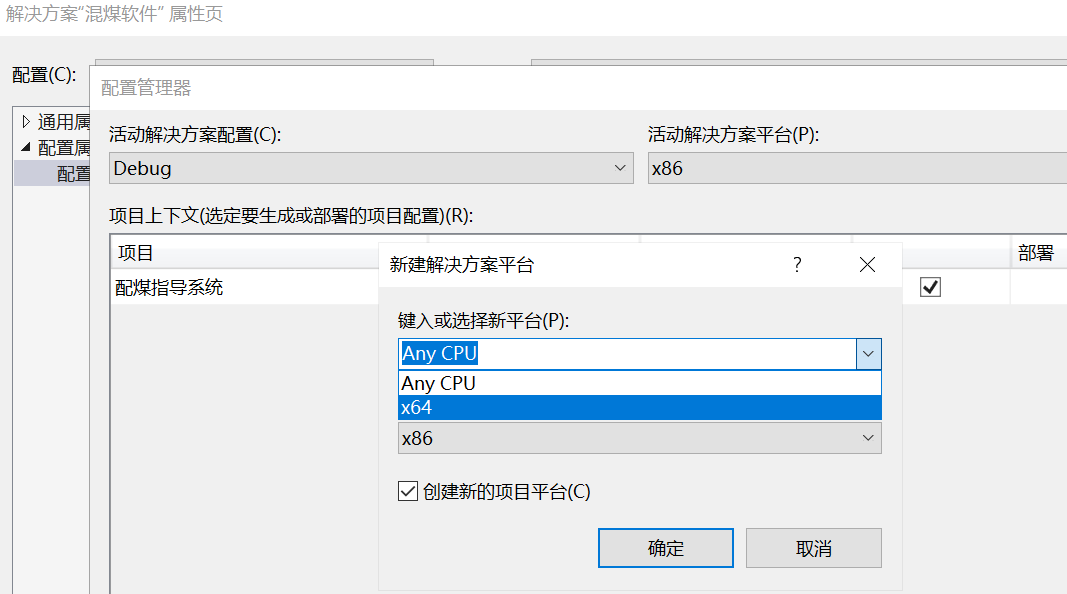 解决方案“混煤软件” 属性页
配置(C):
配置管理器
通用属
配置属
配置
活动解决方案配置(C):
活动解决方案平台(P):
Debug
x86
项目上下文(选定要生成或部署的项目配置)(R):
项目
部署
配煤指导系统
新建解决方案平台
?
键入或选择新平台(P):
Any CPU
Any CPU
x64
x86
创建新的项目平台(C)
确定
取消